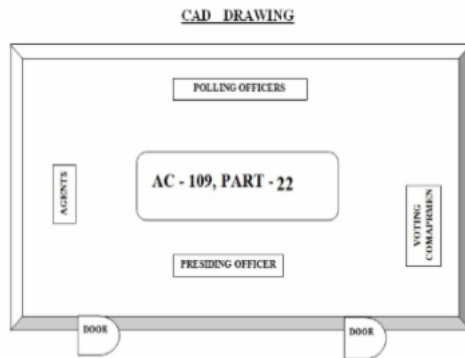 CAD DRAWING
POLLING OFFICERS
AGENTS
AC - 109, PART - 22
VOTING
COMAPRMEN
PRESIDING OFFICER
DOOR
DOOR